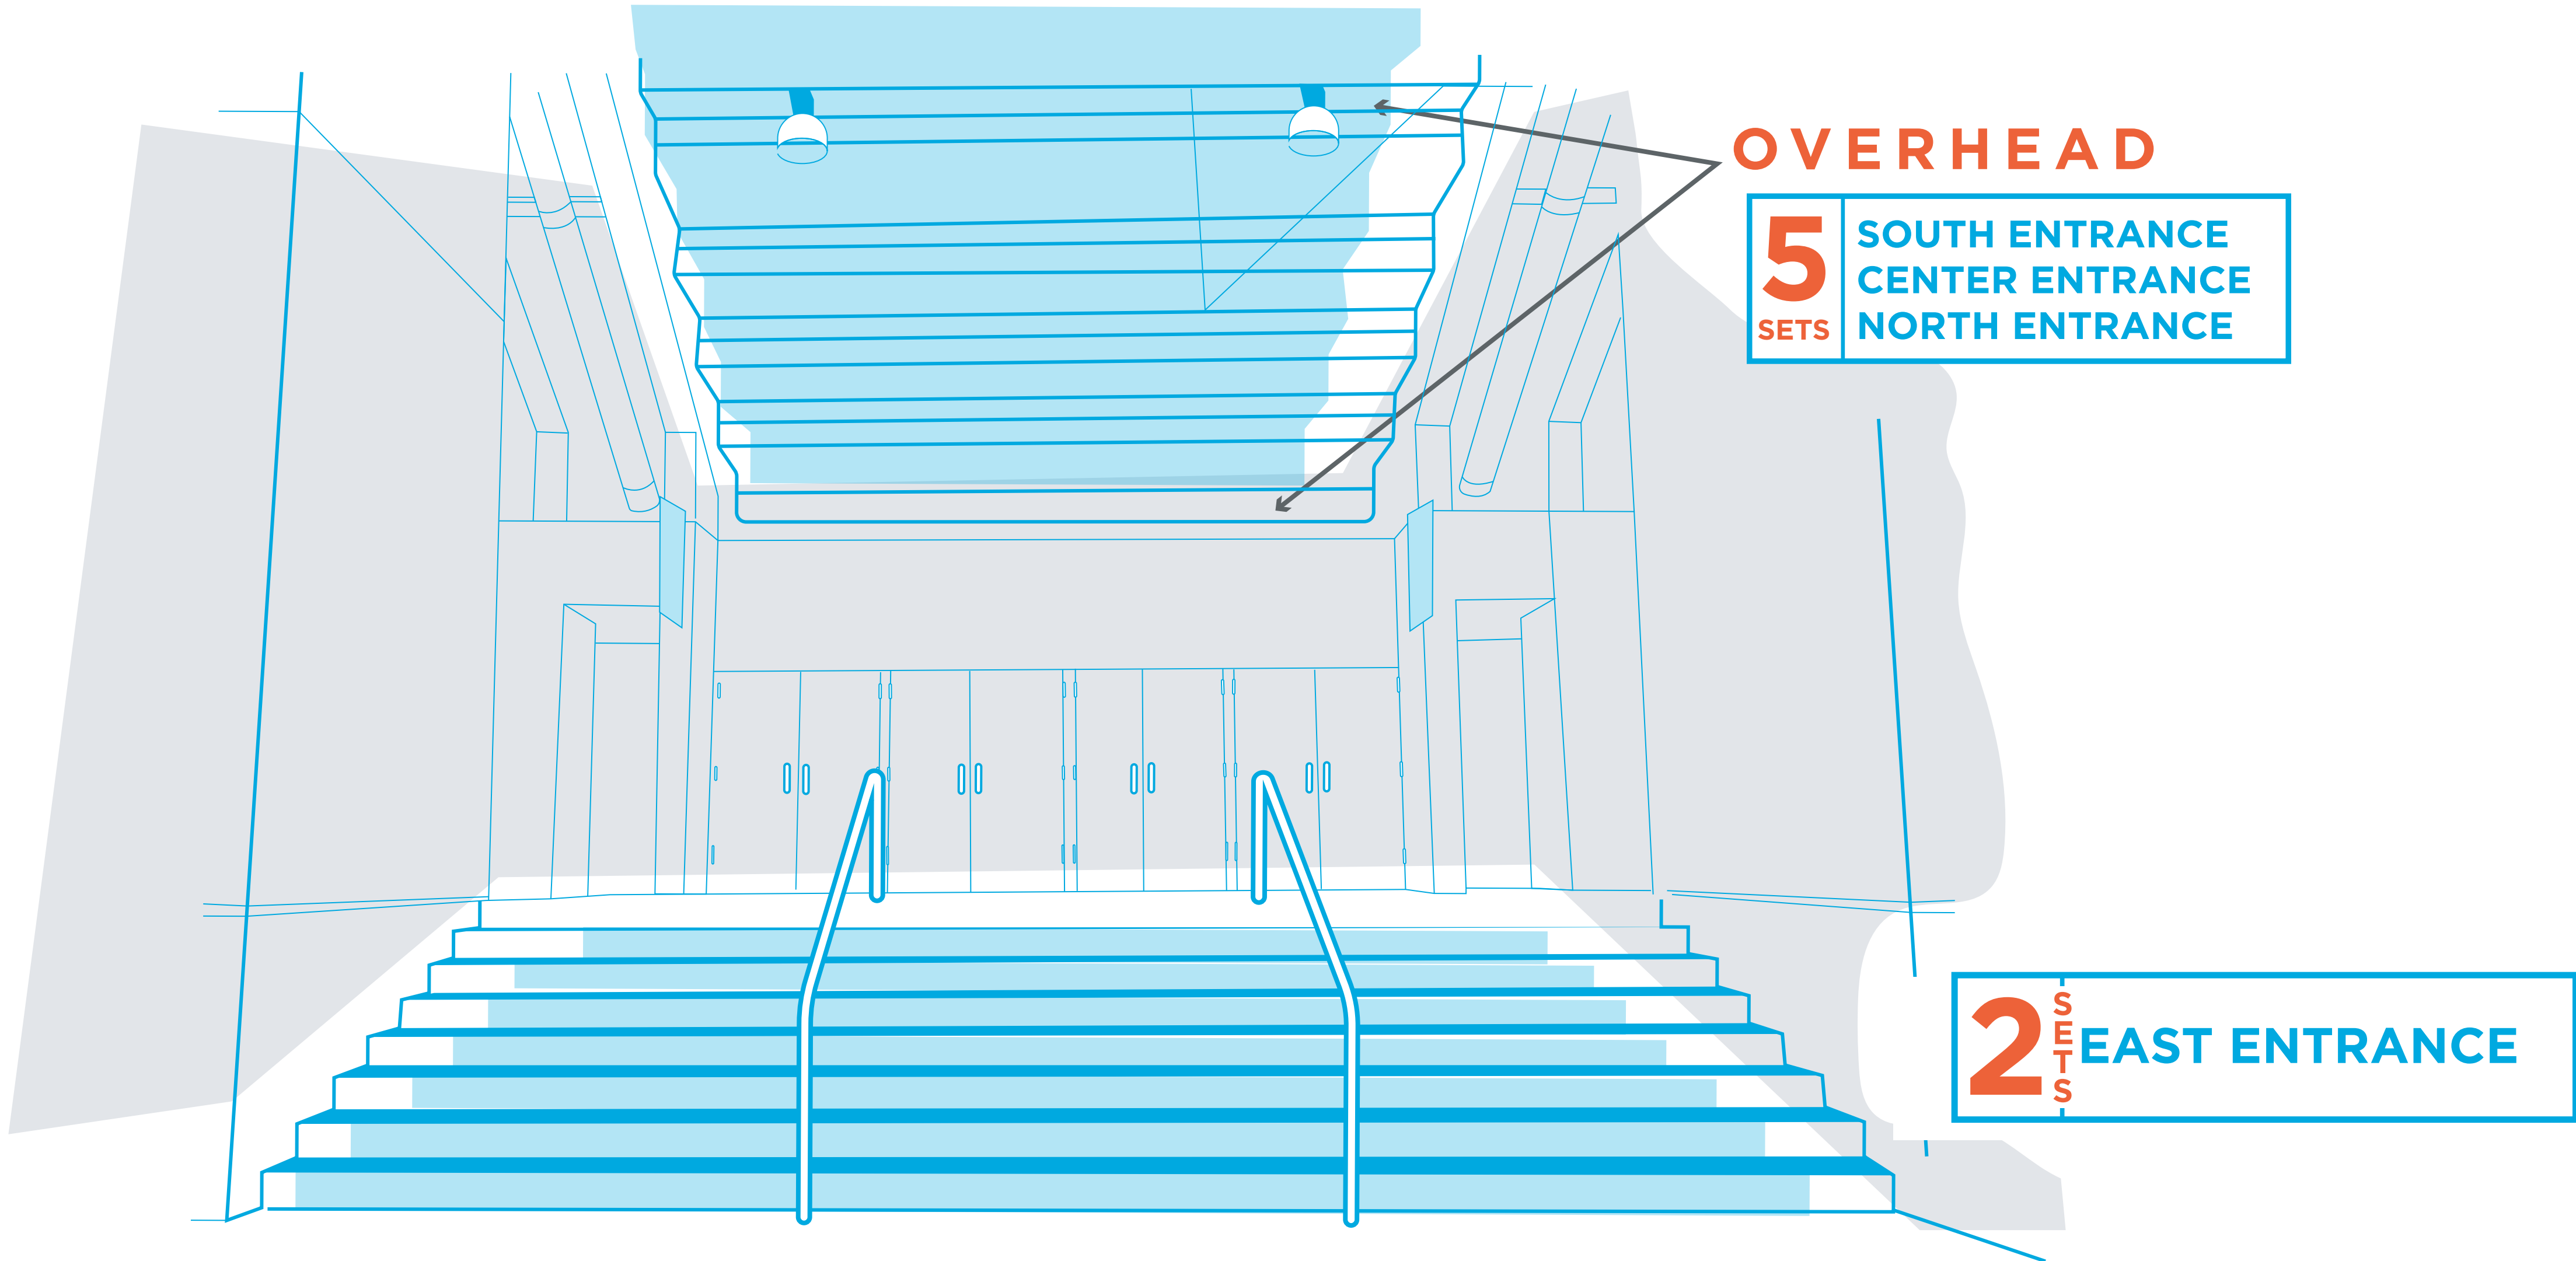 OVERHEAD
5 SETS
SOUTH ENTRANCE
CENTER ENTRANCE
NORTH ENTRANCE
2 SETS
EAST ENTRANCE